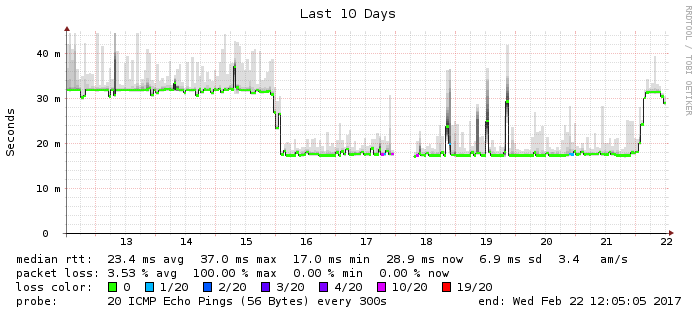 Last 10 Days
RRDTOOL / TOBI OETIKER
Seconds
40 m
30 m
20 m
10 m
0
13 14 15 16 17 18 19 20 21 22
median rtt: 23.4 ms avg 37.0 ms max 17.0 ms min 28.9 ms now 6.9 ms sd 3.4 am/s
packet loss: 3.53 % avg 100.00 % max 0.00 % min 0.00 % now
loss color: 0 1/20 2/20 3/20 4/20 10/20 19/20
probe: 20 ICMP Echo Pings (56 Bytes) every 300s end: Wed Feb 22 12:05:05 2017